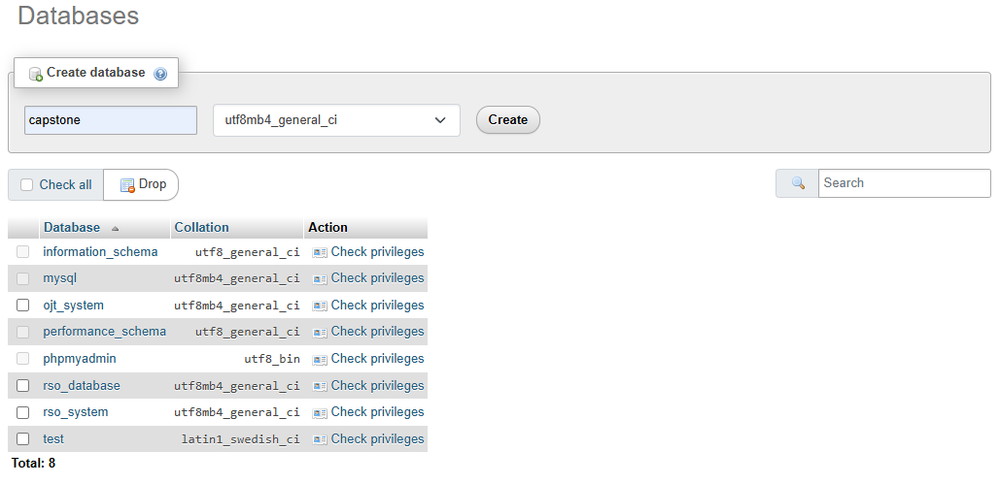 Databases
Create database
capstone utf8mb4_general_ci Create
Check all Drop Search
Database Collation Action
information_schema utf8_general_ci Check privileges
mysql utf8mb4_general_ci Check privileges
ojt_system utf8mb4_general_ci Check privileges
performance_schema utf8_general_ci Check privileges
phpmyadmin utf8_bin Check privileges
rso_database utf8mb4_general_ci Check privileges
rso_system utf8mb4_general_ci Check privileges
test latin1_swedish_ci Check privileges
Total: 8